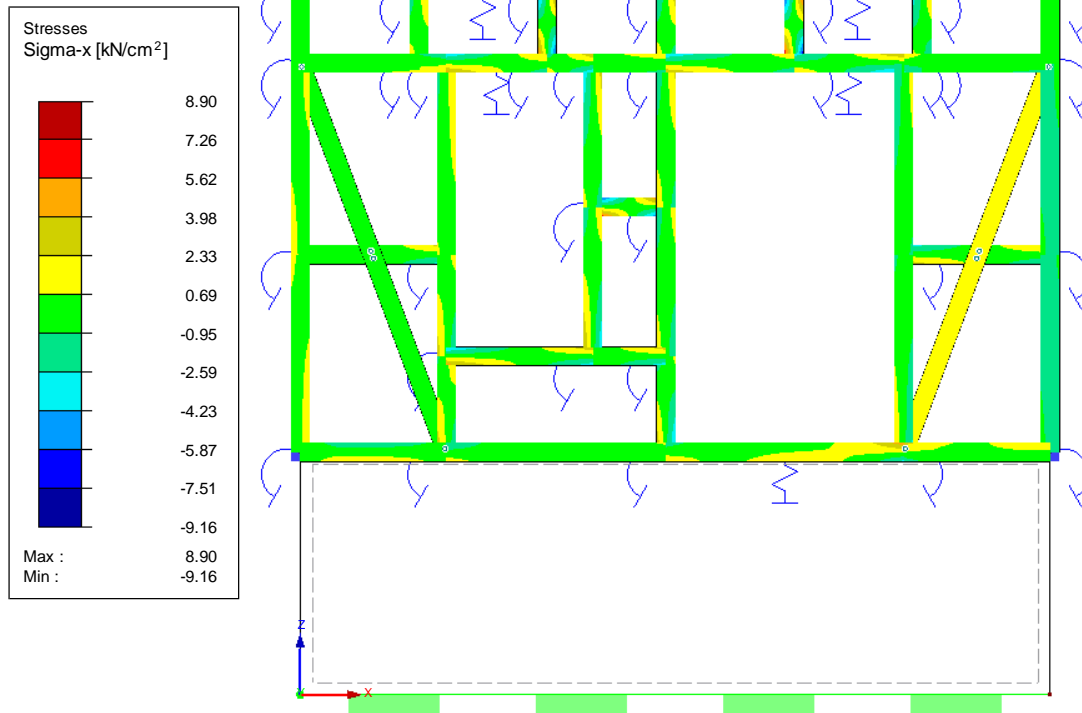 Stresses
Sigma-x [kN/cm²]
8.90
7.26
5.62
3.98
2.33
0.69
-0.95
-2.59
-4.23
-5.87
-7.51
-9.16
Max : 8.90
Min : -9.16
Z
X